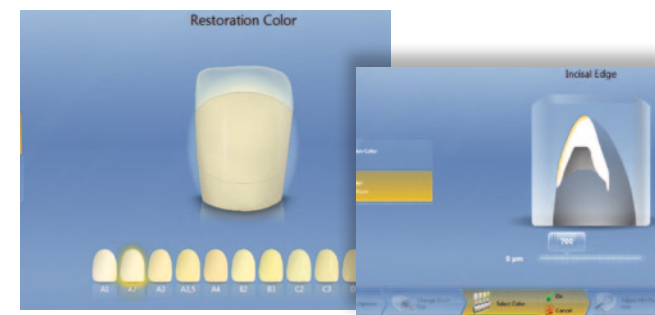 Restoration Color
A1 A2 A3 A3,5 A4 B2 B3 C2 C3
Incisal Edge
700
0 µm
Options
Select Color
Ok
Cancel